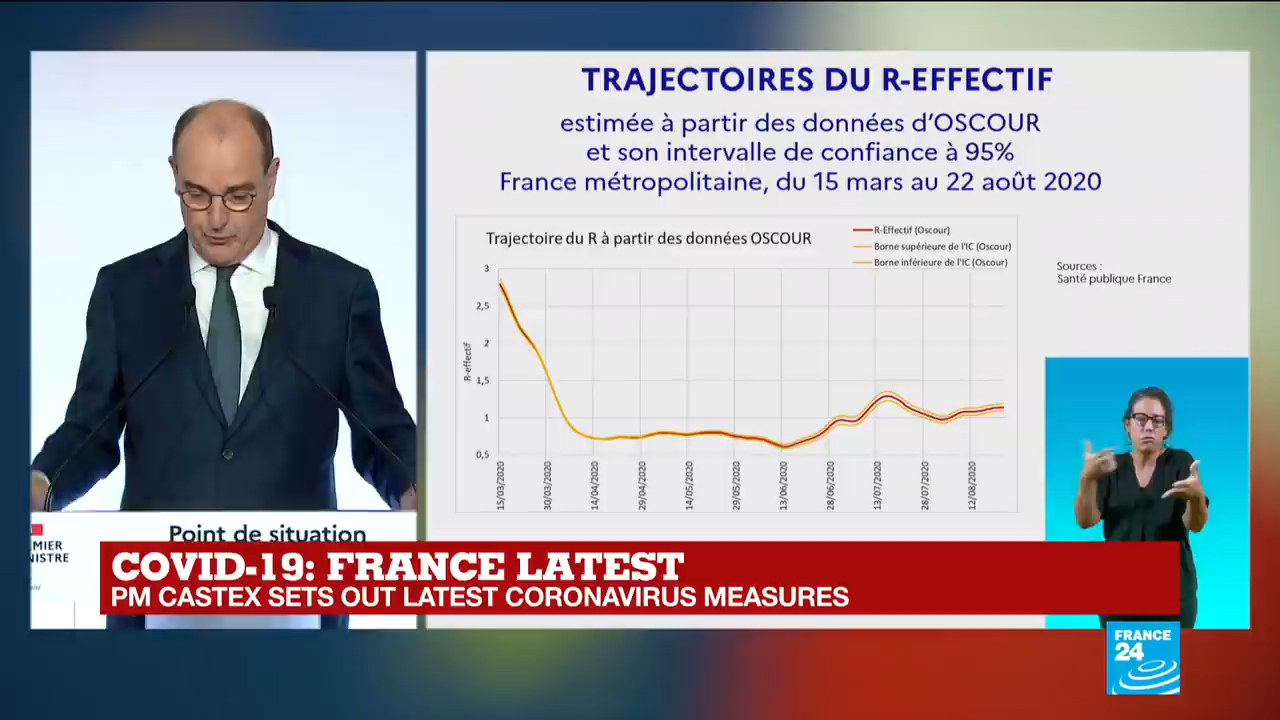 TRAJECTOIRES DU R-EFFECTIF
estimée à partir des données d'OSCOUR
et son intervalle de confiance à 95%
France métropolitaine, du 15 mars au 22 août 2020
Trajectoire du R à partir des données OSCOUR
R-Effectif (Oscour)
Borne supérieure de l'IC (Oscour)
Borne inférieure de l'IC (Oscour)
3
2,5
2
1,5
1
0,5
R-effectif
15/03/2020
30/03/2020
14/04/2020
29/04/2020
14/05/2020
29/05/2020
13/06/2020
28/06/2020
13/07/2020
28/07/2020
12/08/2020
Sources :
Santé publique France
Point de situation
MIER
NISTRE
COVID-19: FRANCE LATEST
PM CASTEX SETS OUT LATEST CORONAVIRUS MEASURES
FRANCE
24